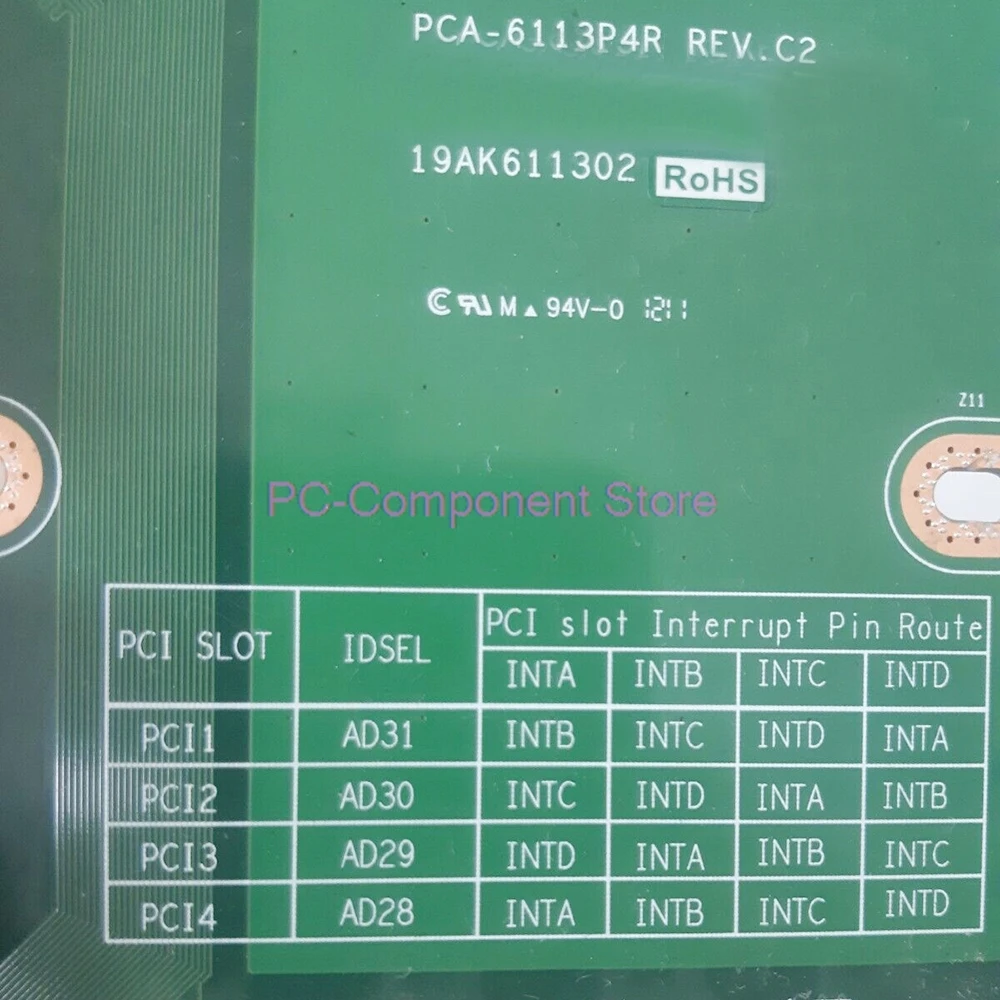 PCA-6113P4R REV.C2
19AK611302 RoHS
M▲ 94V-0 1211
Z11
PC-Component Store
PCI SLOT IDSEL PCI slot Interrupt Pin Route
INTA INTB INTC INTD
PCI1 AD31 INTB INTC INTD INTA
PCI2 AD30 INTC INTD INTA INTB
PCI3 AD29 INTD INTA INTB INTC
PCI4 AD28 INTA INTB INTC INTD